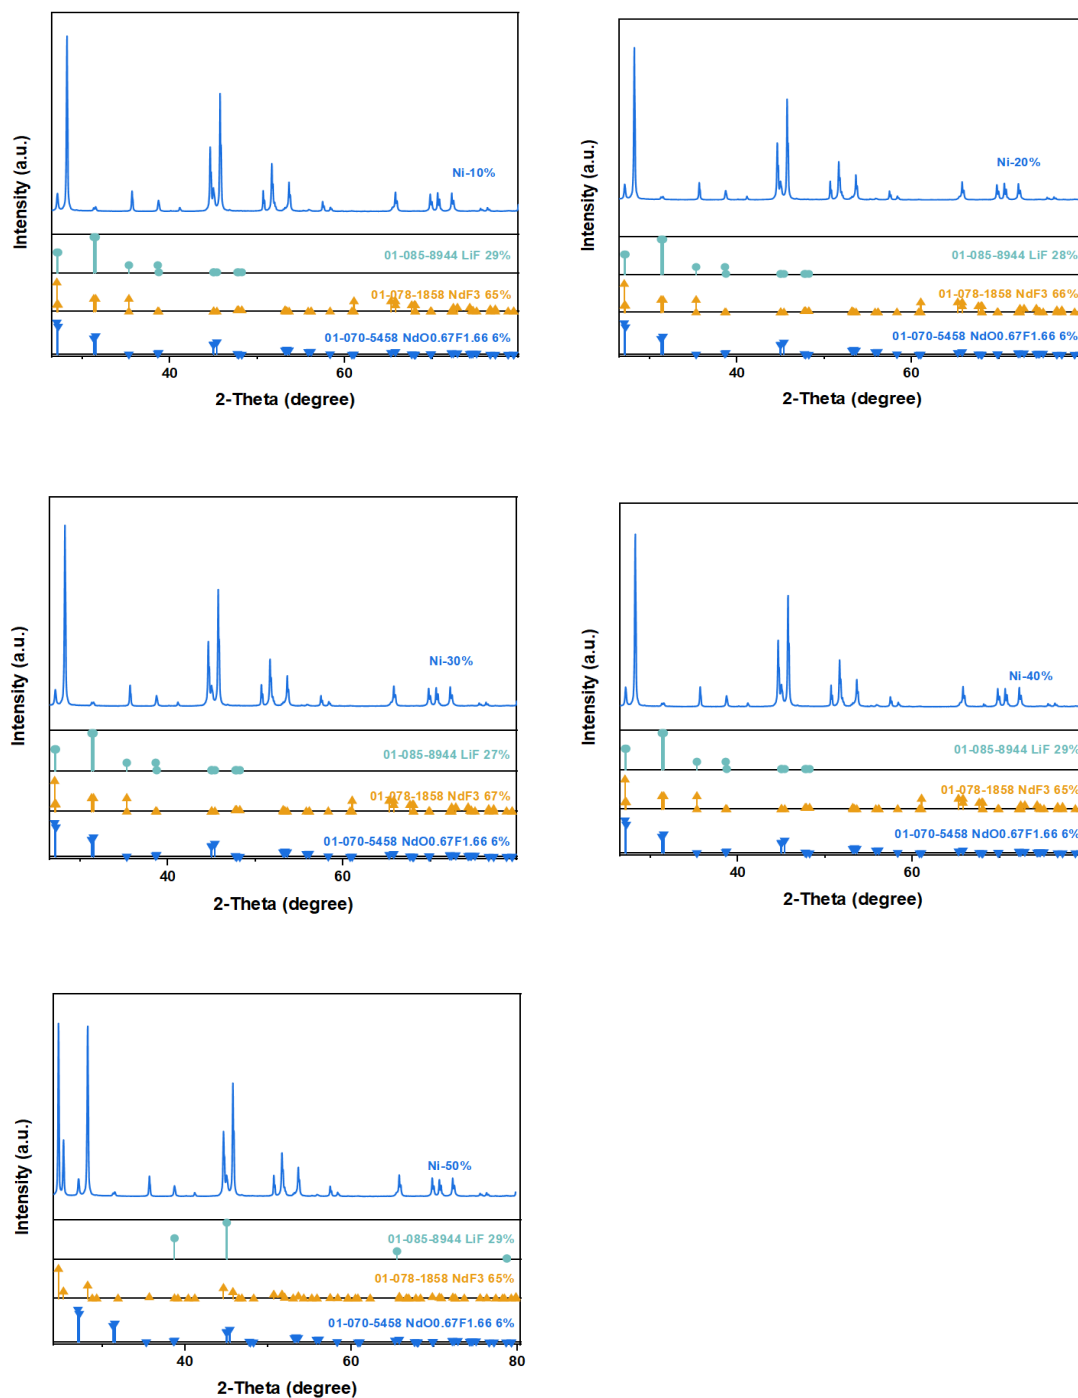 Intensity (a.u.)
Ni-10%
01-085-8944 LiF 29%
01-078-1858 NdF3 65%
01-070-5458 NdO0.67F1.66 6%
40 60
2-Theta (degree)
Intensity (a.u.)
Ni-20%
01-085-8944 LiF 28%
01-078-1858 NdF3 66%
01-070-5458 NdO0.67F1.66 6%
40 60
2-Theta (degree)
Intensity (a.u.)
Ni-30%
01-085-8944 LiF 27%
01-078-1858 NdF3 67%
01-070-5458 NdO0.67F1.66 6%
40 60
2-Theta (degree)
Intensity (a.u.)
Ni-40%
01-085-8944 LiF 29%
01-078-1858 NdF3 65%
01-070-5458 NdO0.67F1.66 6%
40 60
2-Theta (degree)
Intensity (a.u.)
Ni-50%
01-085-8944 LiF 29%
01-078-1858 NdF3 65%
01-070-5458 NdO0.67F1.66 6%
40 60 80
2-Theta (degree)